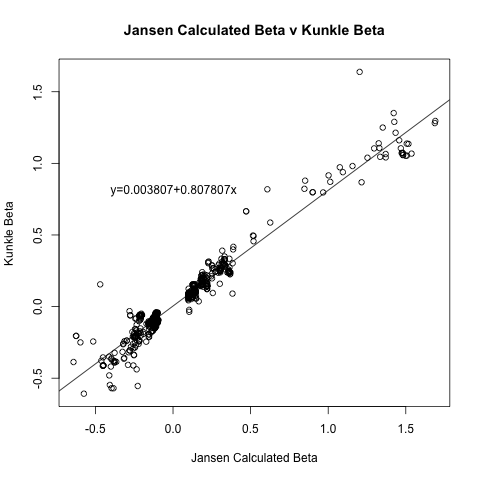 Jansen Calculated Beta v Kunkle Beta
1.5
1.0
0.5
0.0
-0.5
Kunkle Beta
y=0.003807+0.807807x
-0.5 0.0 0.5 1.0 1.5
Jansen Calculated Beta